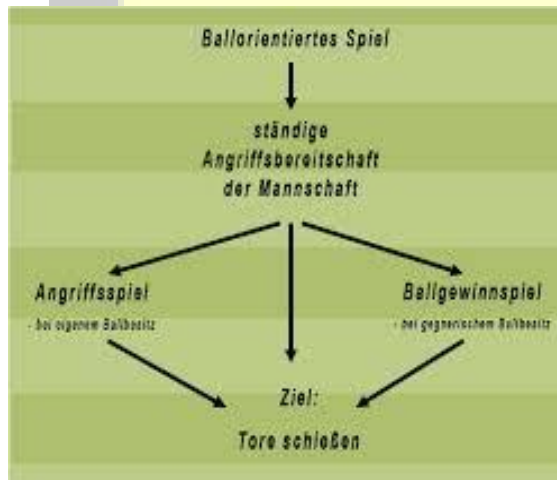 Ballorientiertes Spiel
ständige
Angriffsbereitschaft
der Mannschaft
Angriffsspiel
- bei eigenem Ballbesitz
Ballgewinnspiel
- bei gegnerischem Ballbesitz
Ziel:
Tore schießen